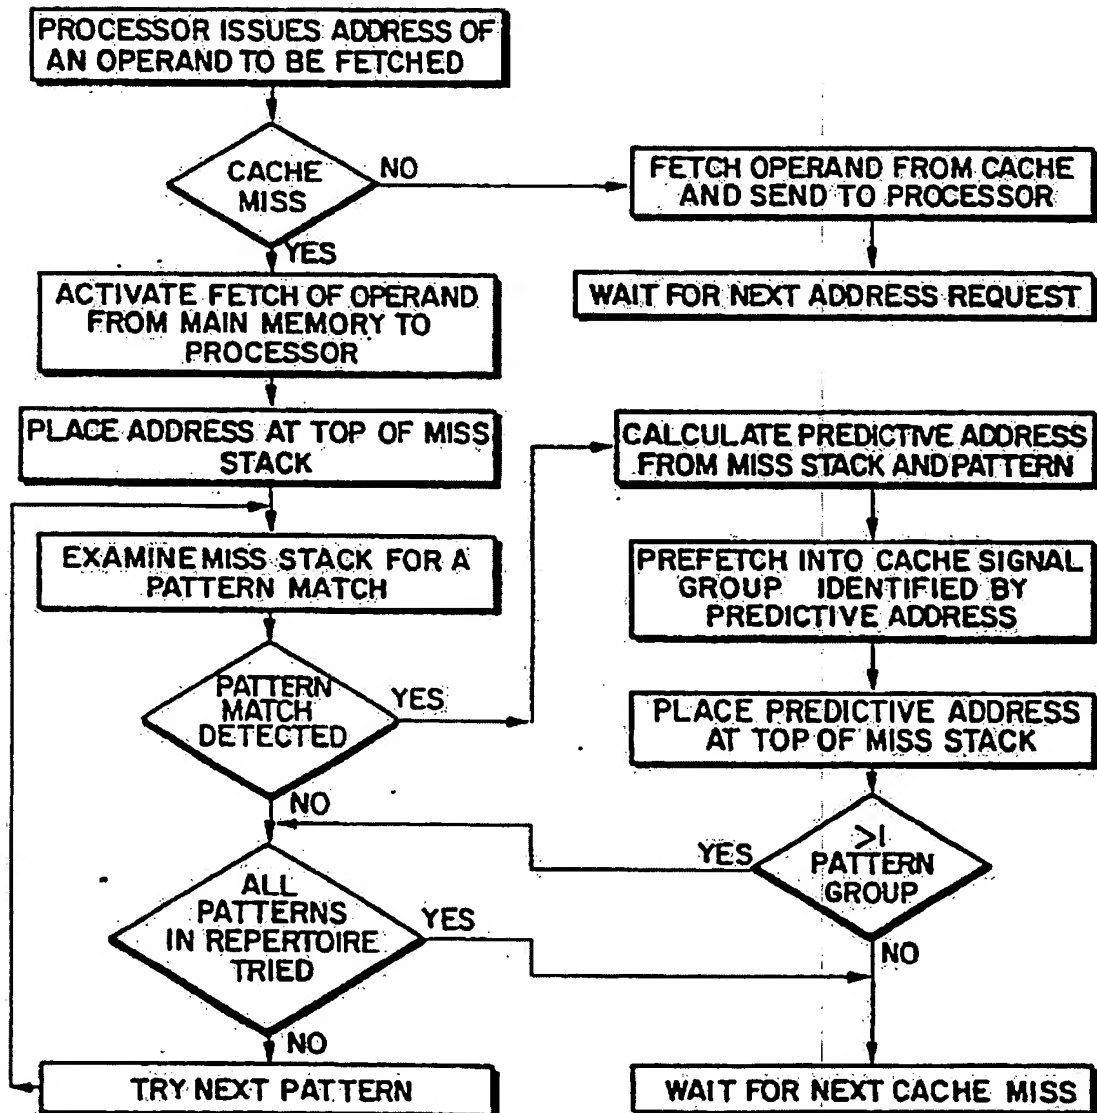 PROCESSOR ISSUES ADDRESS OF
AN OPERAND TO BE FETCHED
CACHE
MISS
NO
FETCH OPERAND FROM CACHE
AND SEND TO PROCESSOR
WAIT FOR NEXT ADDRESS REQUEST
YES
ACTIVATE FETCH OF OPERAND
FROM MAIN MEMORY TO
PROCESSOR
PLACE ADDRESS AT TOP OF MISS
STACK
EXAMINE MISS STACK FOR A
PATTERN MATCH
PATTERN
MATCH
DETECTED
YES
CALCULATE PREDICTIVE ADDRESS
FROM MISS STACK AND PATTERN
PREFETCH INTO CACHE SIGNAL
GROUP IDENTIFIED BY
PREDICTIVE ADDRESS
PLACE PREDICTIVE ADDRESS
AT TOP OF MISS STACK
>1
PATTERN
GROUP
YES
NO
NO
ALL
PATTERNS
IN REPERTOIRE
TRIED
YES
NO
TRY NEXT PATTERN
WAIT FOR NEXT CACHE MISS